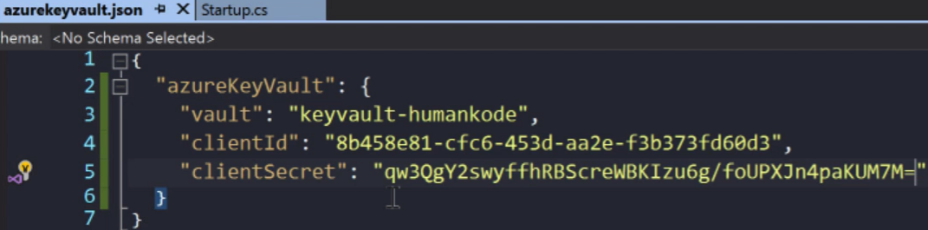 azurekeyvault.json Startup.cs
hema: <No Schema Selected>
1 {
2 "azureKeyVault": {
3 "vault": "keyvault-humankode",
4 "clientId": "8b458e81-cfc6-453d-aa2e-f3b373fd60d3",
5 "clientSecret": "qw3QgY2swyffhRBScreWBKIzu6g/foUPXJn4paKUM7M="
6 }
7 }